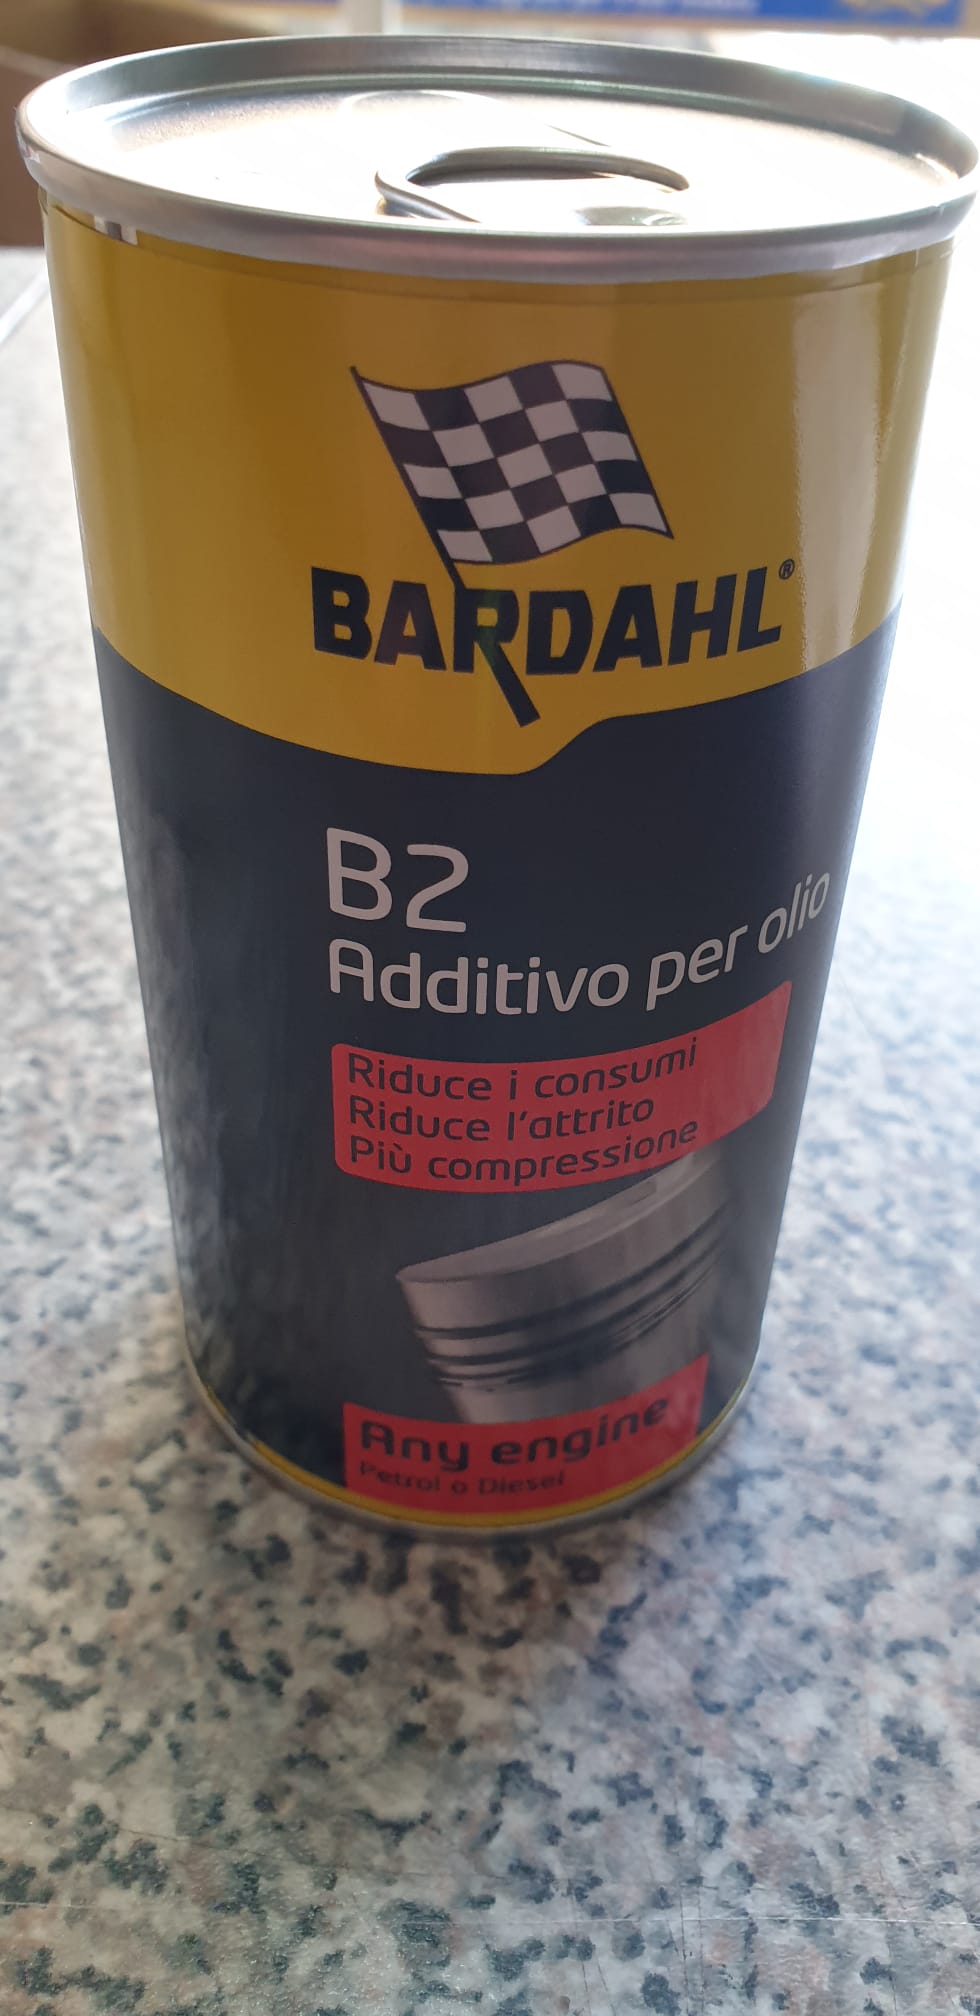 BARDAHL®
B2
Additivo per olio
Riduce i consumi
Riduce l'attrito
Più compressione
Any engine
Petrol o Diesel